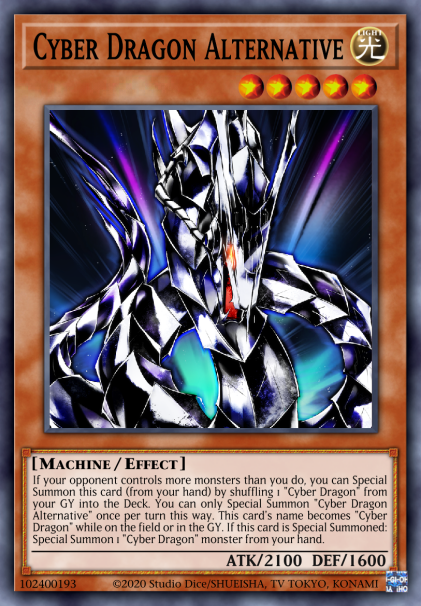 CYBER DRAGON ALTERNATIVE
LIGHT
光
[MACHINE / EFFECT]
If your opponent controls more monsters than you do, you can Special
Summon this card (from your hand) by shuffling 1 "Cyber Dragon" from
your GY into the Deck. You can only Special Summon "Cyber Dragon
Alternative" once per turn this way. This card's name becomes "Cyber
Dragon" while on the field or in the GY. If this card is Special Summoned:
Special Summon 1 "Cyber Dragon" monster from your hand.
ATK/2100 DEF/1600
102400193
©2020 Studio Dice/SHUEISHA, TV TOKYO, KONAMI